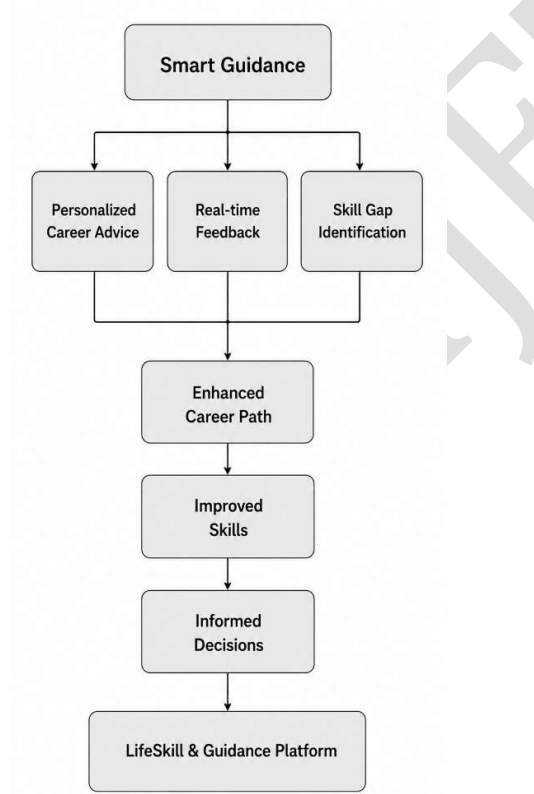 Smart Guidance
Personalized
Career Advice
Real-time
Feedback
Skill Gap
Identification
Enhanced
Career Path
Improved
Skills
Informed
Decisions
LifeSkill & Guidance Platform